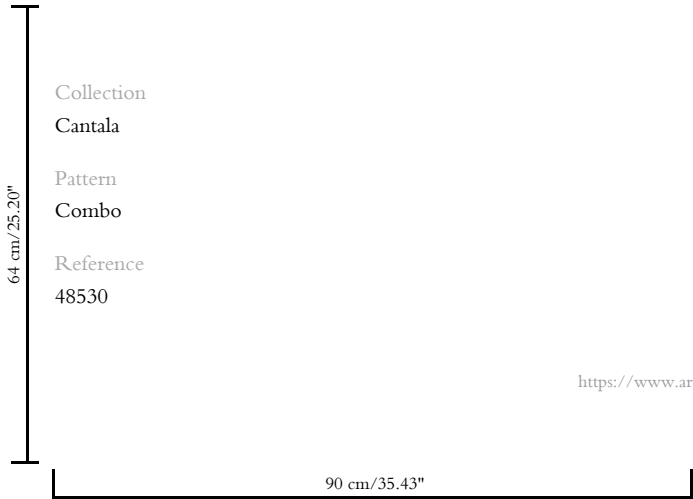 Collection
Cantala
Pattern
Combo
Reference
48530
64 cm/25.20"
https://www.ar
90 cm/35.43"